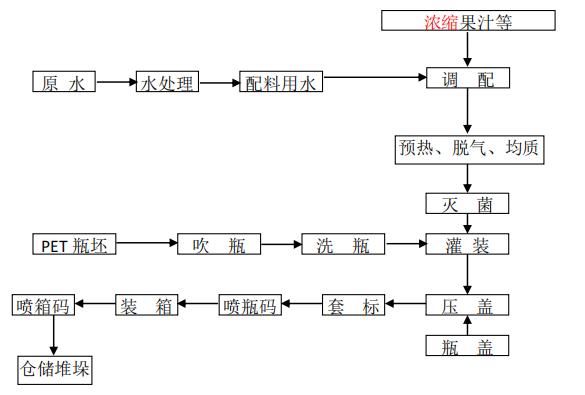 浓缩果汁等
原 水
水处理
配料用水
调 配
预热、脱气、均质
灭 菌
PET 瓶坯
吹 瓶
洗 瓶
灌 装
喷箱码
装 箱
喷瓶码
套 标
压 盖
瓶 盖
仓储堆垛